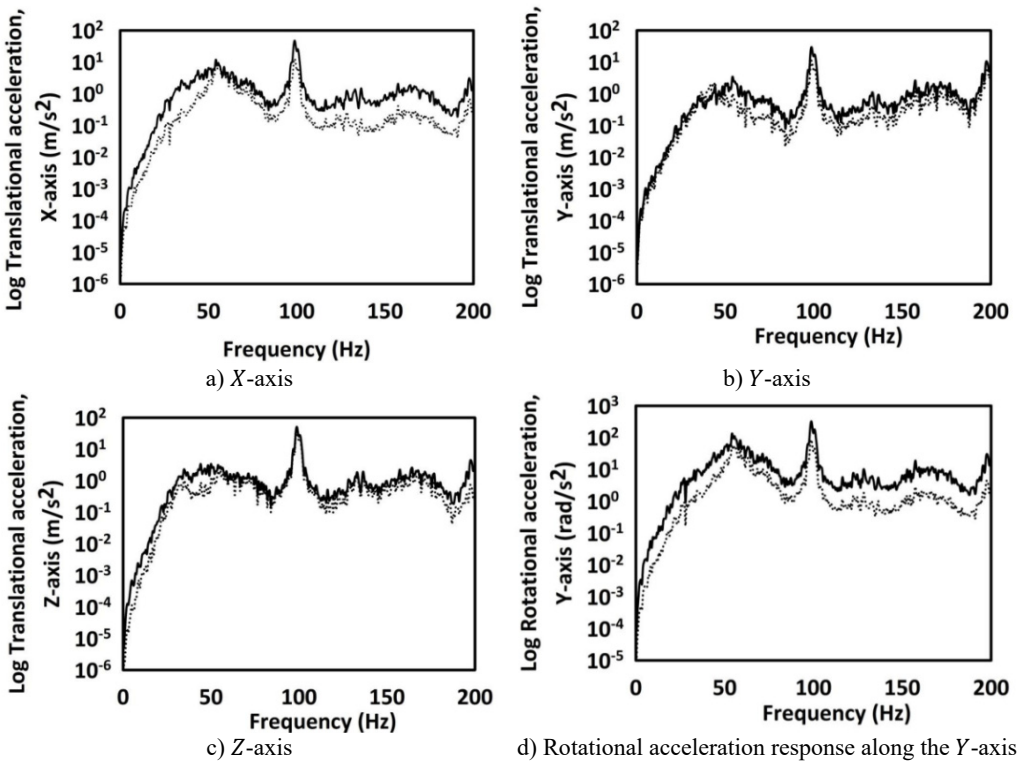 Log Translational acceleration,
X-axis (m/s²)
10²
10¹
10⁰
10⁻¹
10⁻²
10⁻³
10⁻⁴
10⁻⁵
10⁻⁶
0 50 100 150 200
Frequency (Hz)
a) X-axis
Log Translational acceleration,
Y-axis (m/s²)
10²
10¹
10⁰
10⁻¹
10⁻²
10⁻³
10⁻⁴
10⁻⁵
10⁻⁶
0 50 100 150 200
Frequency (Hz)
b) Y-axis
Log Translational acceleration,
Z-axis (m/s²)
10²
10¹
10⁰
10⁻¹
10⁻²
10⁻³
10⁻⁴
10⁻⁵
10⁻⁶
0 50 100 150 200
Frequency (Hz)
c) Z-axis
Log Rotational acceleration,
Y-axis (rad/s²)
10³
10²
10¹
10⁰
10⁻¹
10⁻²
10⁻³
10⁻⁴
10⁻⁵
0 50 100 150 200
Frequency (Hz)
d) Rotational acceleration response along the Y-axis